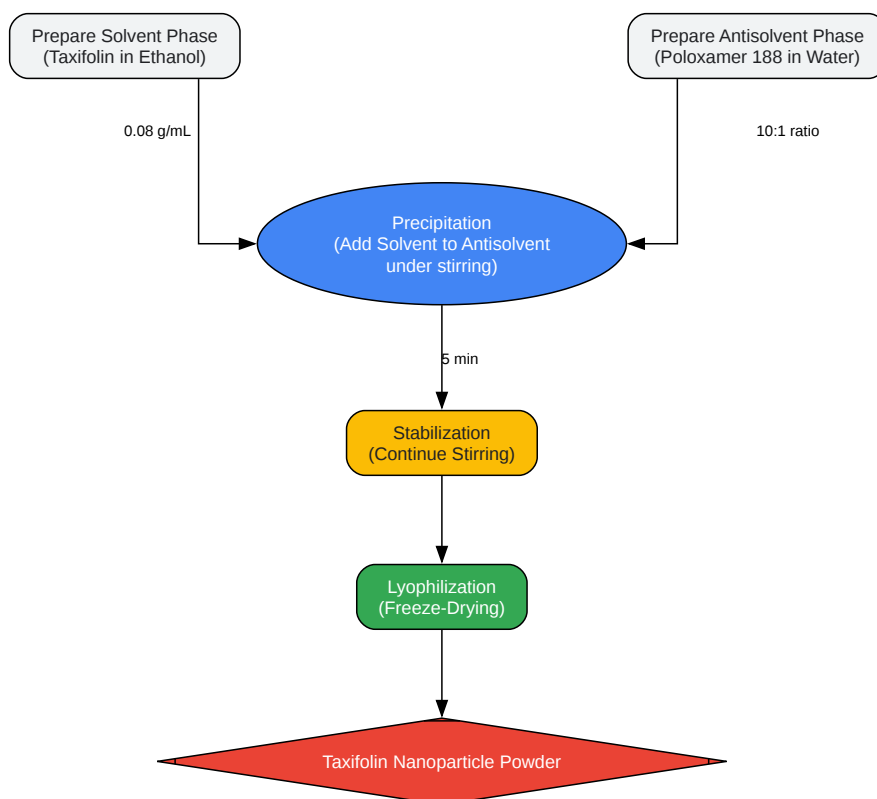 Prepare Solvent Phase
(Taxifolin in Ethanol)
Prepare Antisolvent Phase
(Poloxamer 188 in Water)
0.08 g/mL
10:1 ratio
Precipitation
(Add Solvent to Antisolvent
under stirring)
5 min
Stabilization
(Continue Stirring)
Lyophilization
(Freeze-Drying)
Taxifolin Nanoparticle Powder